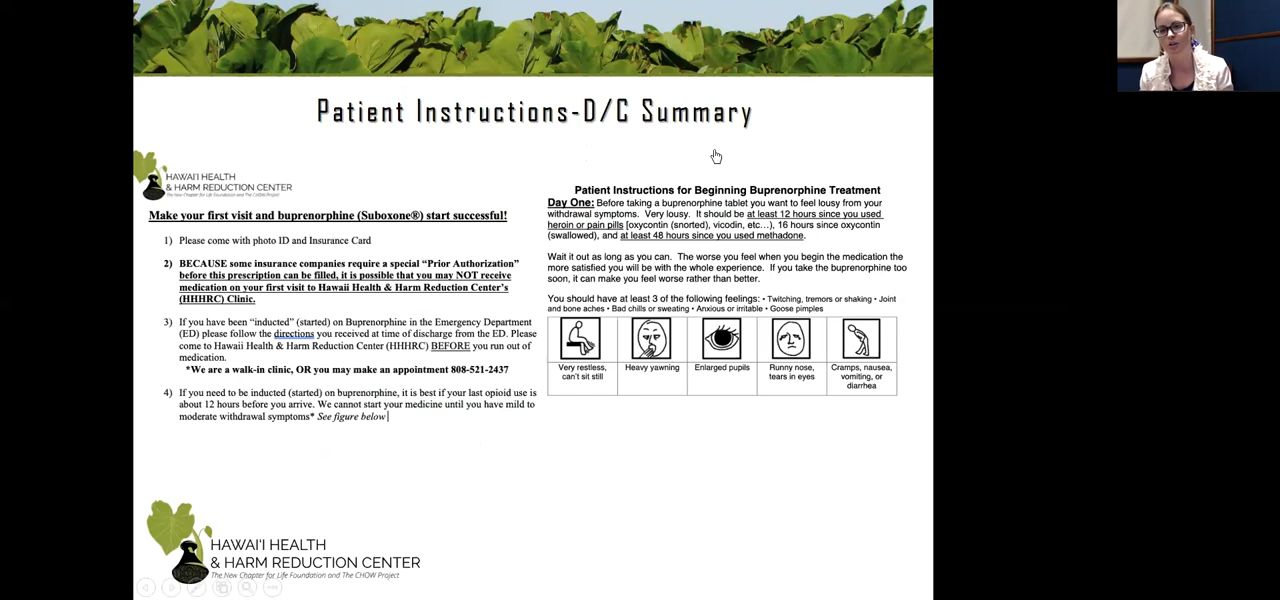 Patient Instructions-D/C Summary
HAWAI'I HEALTH
& HARM REDUCTION CENTER
The New Chapter for Life Foundation and The CHOW Project
Make your first visit and buprenorphine (Suboxone®) start successful!
1) Please come with photo ID and Insurance Card
2) BECAUSE some insurance companies require a special “Prior Authorization”
before this prescription can be filled, it is possible that you may NOT receive
medication on your first visit to Hawaii Health & Harm Reduction Center's
(HHHRC) Clinic.
3) If you have been “inducted” (started) on Buprenorphine in the Emergency Department
(ED) please follow the directions you received at time of discharge from the ED. Please
come to Hawaii Health & Harm Reduction Center (HHHRC) BEFORE you run out of
medication.
*We are a walk-in clinic, OR you may make an appointment 808-521-2437
4) If you need to be inducted (started) on buprenorphine, it is best if your last opioid use is
about 12 hours before you arrive. We cannot start your medicine until you have mild to
moderate withdrawal symptoms* See figure below
Patient Instructions for Beginning Buprenorphine Treatment
Day One: Before taking a buprenorphine tablet you want to feel lousy from your
withdrawal symptoms. Very lousy. It should be at least 12 hours since you used
heroin or pain pills [oxycontin (snorted), vicodin, etc…), 16 hours since oxycontin
(swallowed), and at least 48 hours since you used methadone.
Wait it out as long as you can. The worse you feel when you begin the medication the
more satisfied you will be with the whole experience. If you take the buprenorphine too
soon, it can make you feel worse rather than better.
You should have at least 3 of the following feelings: • Twitching, tremors or shaking • Joint
and bone aches • Bad chills or sweating • Anxious or irritable • Goose pimples
Very restless,
can't sit still
Heavy yawning
Enlarged pupils
Runny nose,
tears in eyes
Cramps, nausea,
vomiting, or
diarrhea
HAWAI'I HEALTH
& HARM REDUCTION CENTER
The New Chapter for Life Foundation and The CHOW Project